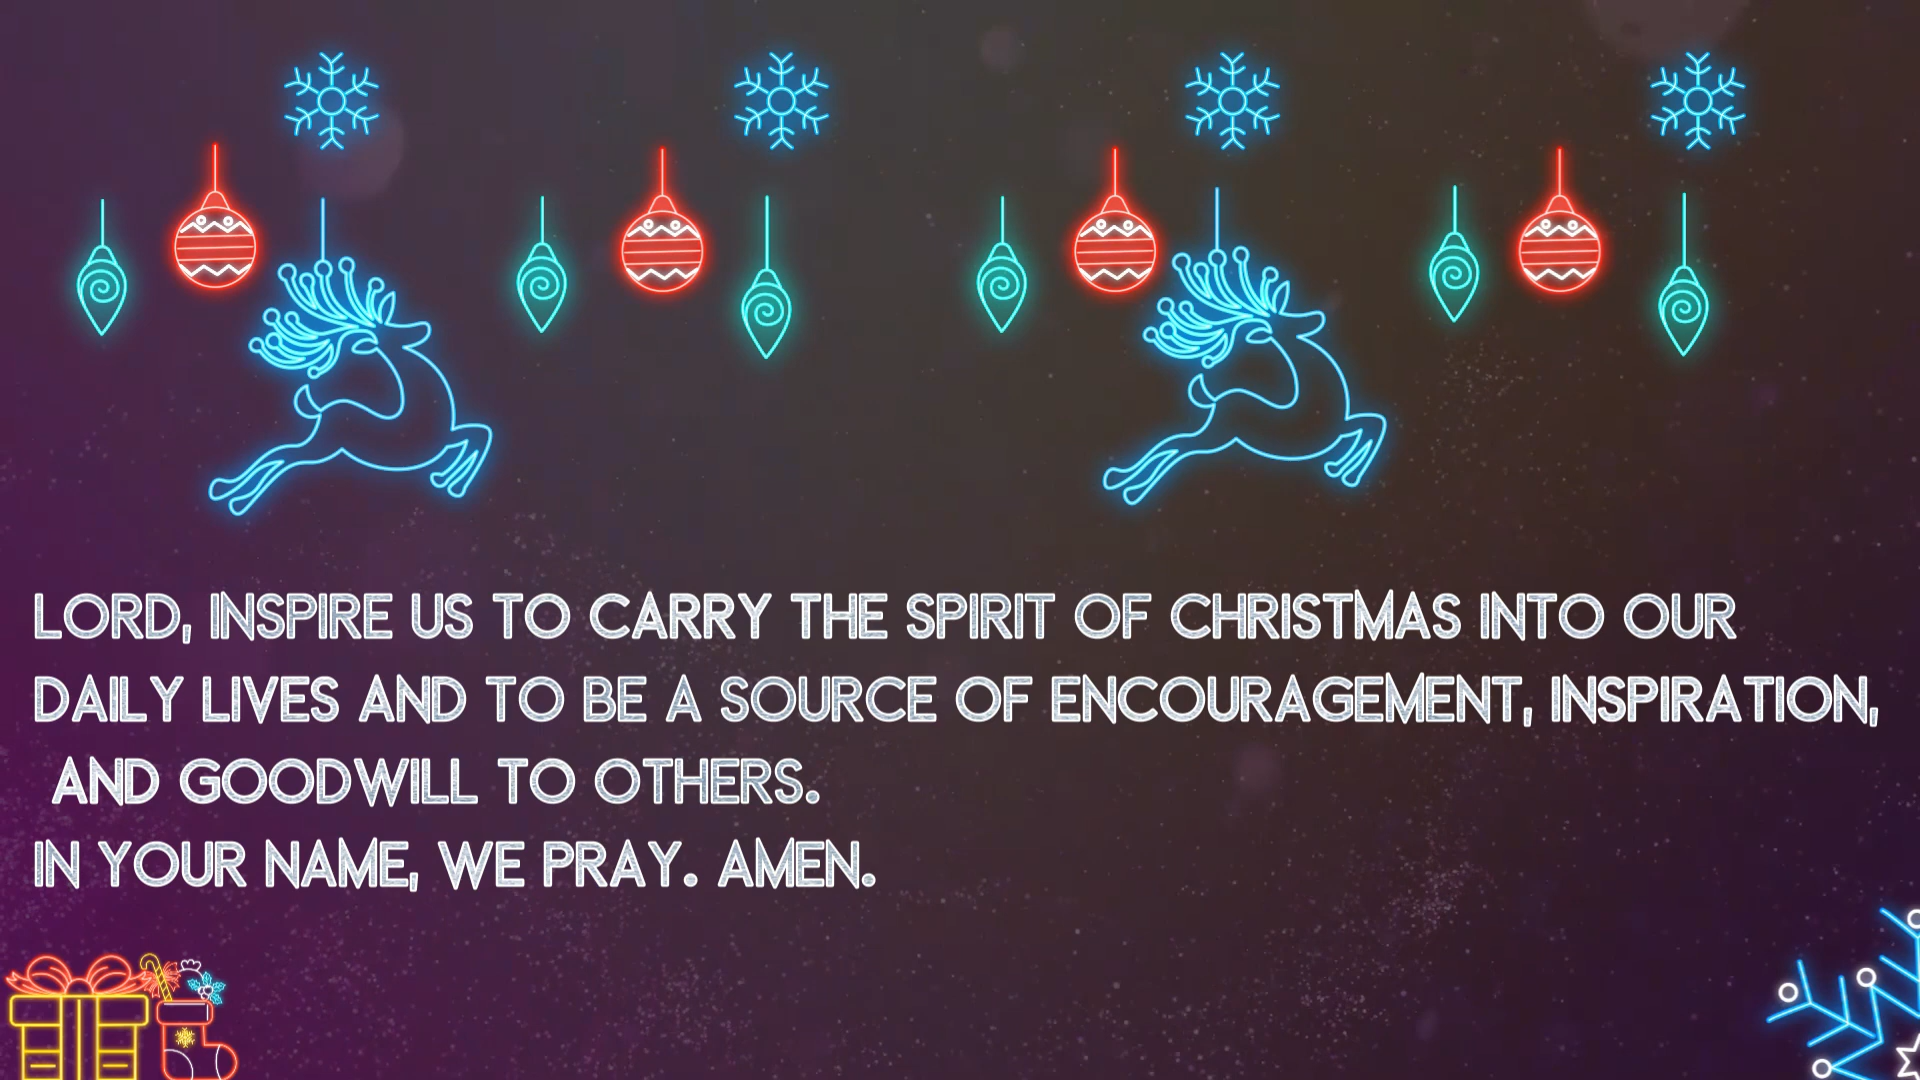 LORD, INSPIRE US TO CARRY THE SPIRIT OF CHRISTMAS INTO OUR
DAILY LIVES AND TO BE A SOURCE OF ENCOURAGEMENT, INSPIRATION,
AND GOODWILL TO OTHERS.
IN YOUR NAME, WE PRAY. AMEN.